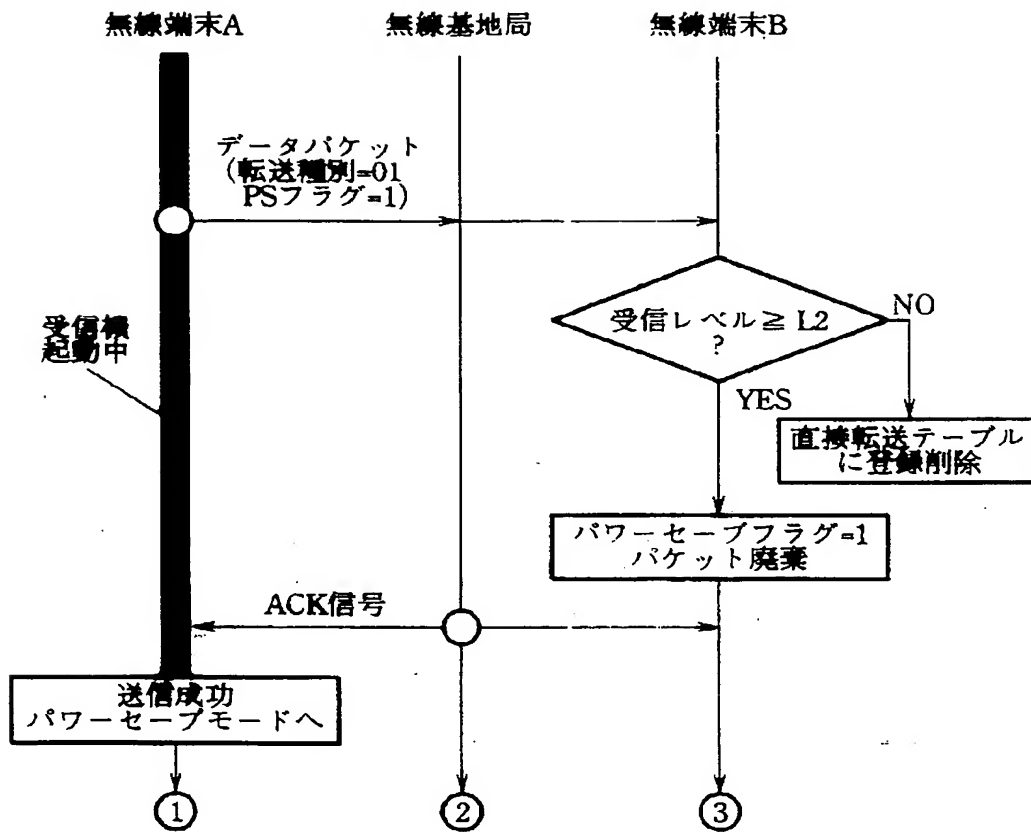 無線端末A
無線基地局
無線端末B
データパケット
(転送種別=01
PSフラグ=1)
受信レベル≧ L2
?
NO
受信機
起動中
YES
直接転送テーブル
に登録削除
パワーセーブフラグ=1
パケット廃棄
ACK信号
送信成功
パワーセーブモードへ
①
②
③